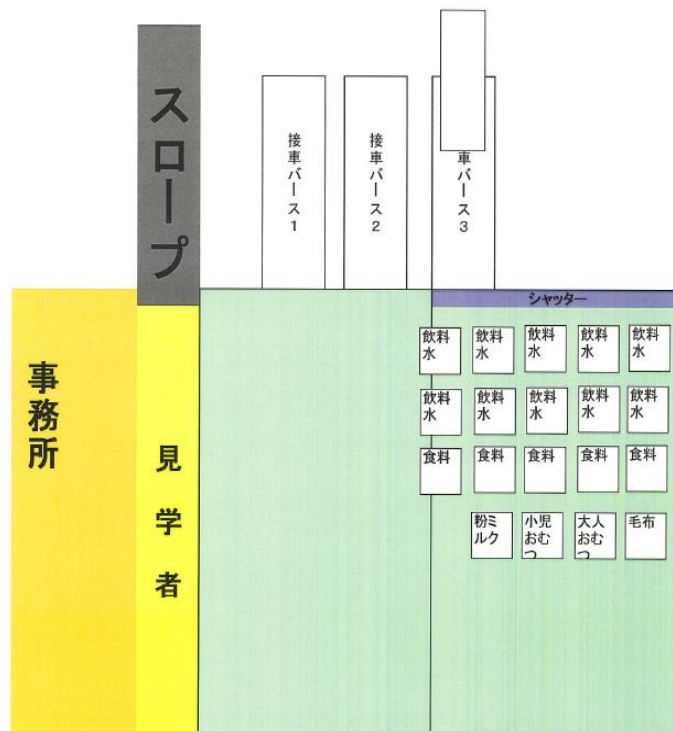 スロープ
接車バース1
接車バース2
車バース3
シャッター
事務所
見学者
飲料
水
飲料
水
飲料
水
飲料
水
飲料
水
飲料
水
飲料
水
飲料
水
飲料
水
飲料
水
食料
食料
食料
食料
食料
粉ミ
ルク
小児
おむ
つ
大人
おむ
つ
毛布